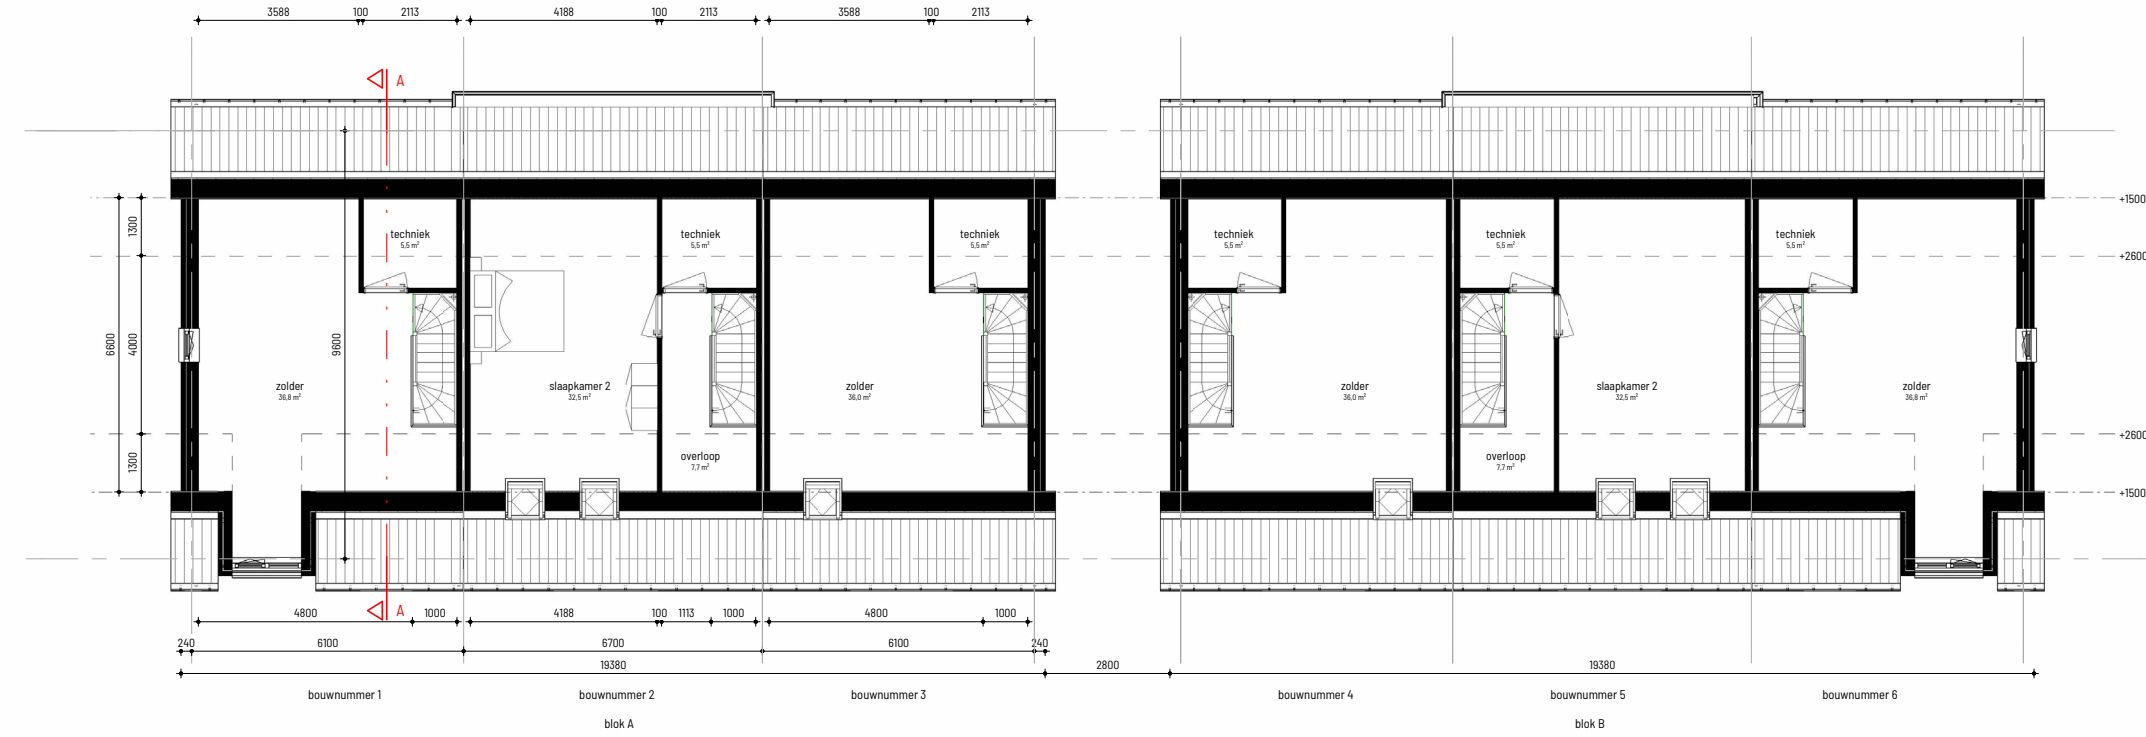 3588 100 2113 4188 100 2113 3588 100 2113
A
+1500
1300
techniek techniek techniek techniek techniek techniek
5,5 m² 5,5 m² 5,5 m² 5,5 m² 5,5 m² 5,5 m²
+2600
6600 4000 9600
zolder slaapkamer 2 zolder zolder slaapkamer 2 zolder
36,8 m² 32,5 m² 36,0 m² 36,0 m² 32,5 m² 36,8 m²
+2600
1300
overloop overloop
7,7 m² 7,7 m²
+1500
A
4800 1000 4188 100 1113 1000 4800 1000
240 6100 6700 6100 240
19380 2800 19380
bouwnummer 1 bouwnummer 2 bouwnummer 3 bouwnummer 4 bouwnummer 5 bouwnummer 6
blok A blok B